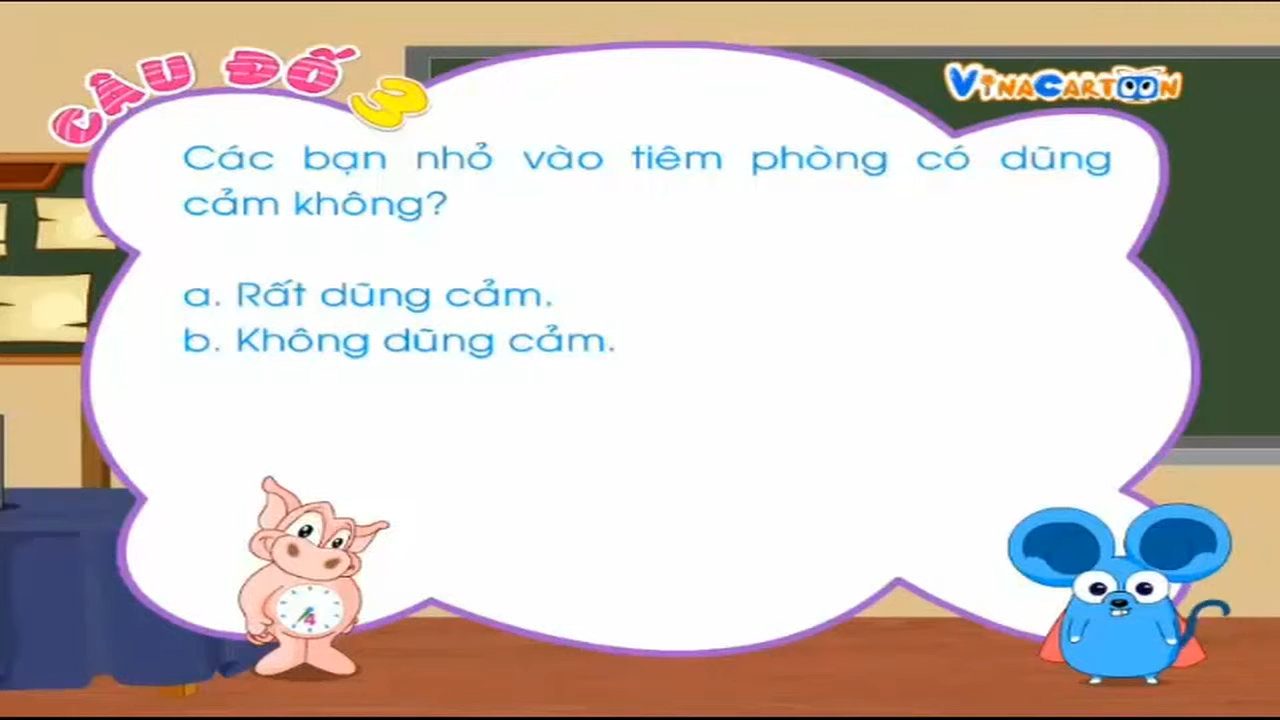 CÂU ĐỐ 3
VINACARTOON
Các bạn nhỏ vào tiêm phòng có dũng
cảm không?
a. Rất dũng cảm.
b. Không dũng cảm.
4